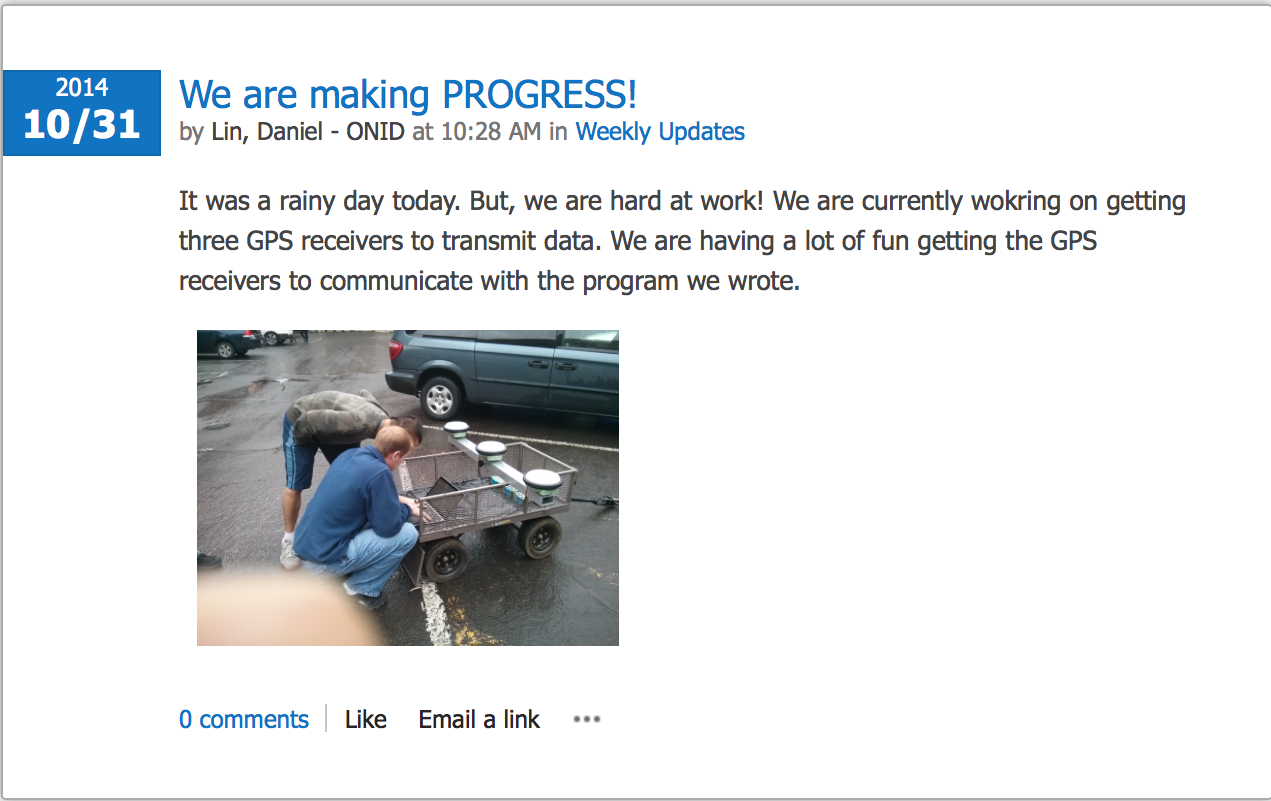 2014
10/31
We are making PROGRESS!
by Lin, Daniel - ONID at 10:28 AM in Weekly Updates
It was a rainy day today. But, we are hard at work! We are currently wokring on getting
three GPS receivers to transmit data. We are having a lot of fun getting the GPS
receivers to communicate with the program we wrote.
0 comments Like Email a link •••